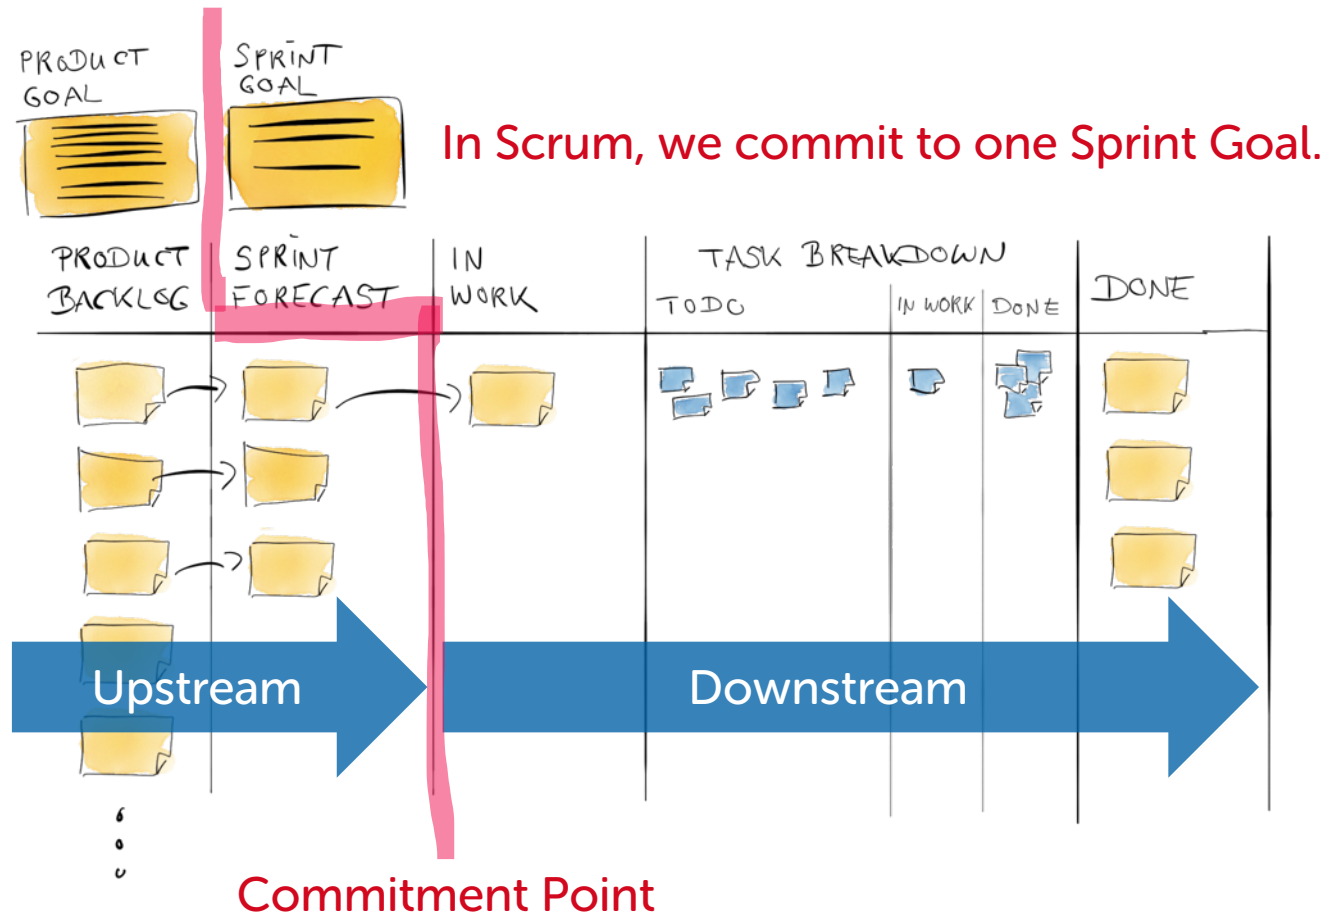 PRODUCT
GOAL
SPRINT
GOAL
In Scrum, we commit to one Sprint Goal.
PRODUCT
BACKLOG
SPRINT
FORECAST
IN
WORK
TASK BREAKDOWN
TODO
IN WORK
DONE
DONE
Upstream
Downstream
Commitment Point